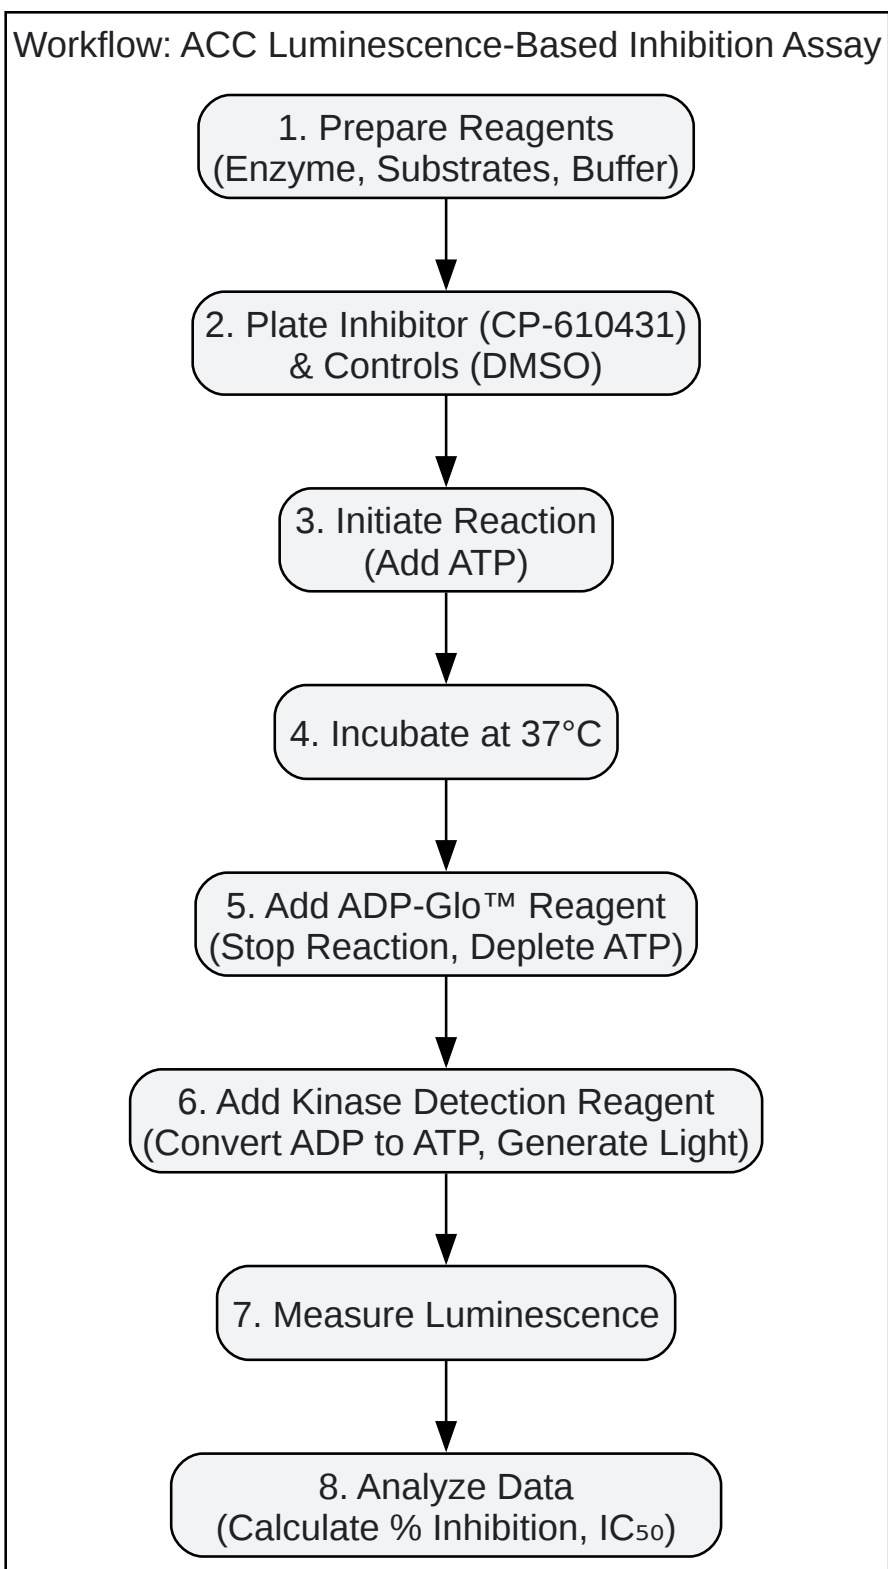 Workflow: ACC Luminescence-Based Inhibition Assay
1. Prepare Reagents
(Enzyme, Substrates, Buffer)
2. Plate Inhibitor (CP-610431)
& Controls (DMSO)
3. Initiate Reaction
(Add ATP)
4. Incubate at 37°C
5. Add ADP-Glo™ Reagent
(Stop Reaction, Deplete ATP)
6. Add Kinase Detection Reagent
(Convert ADP to ATP, Generate Light)
7. Measure Luminescence
8. Analyze Data
(Calculate % Inhibition, IC₅₀)